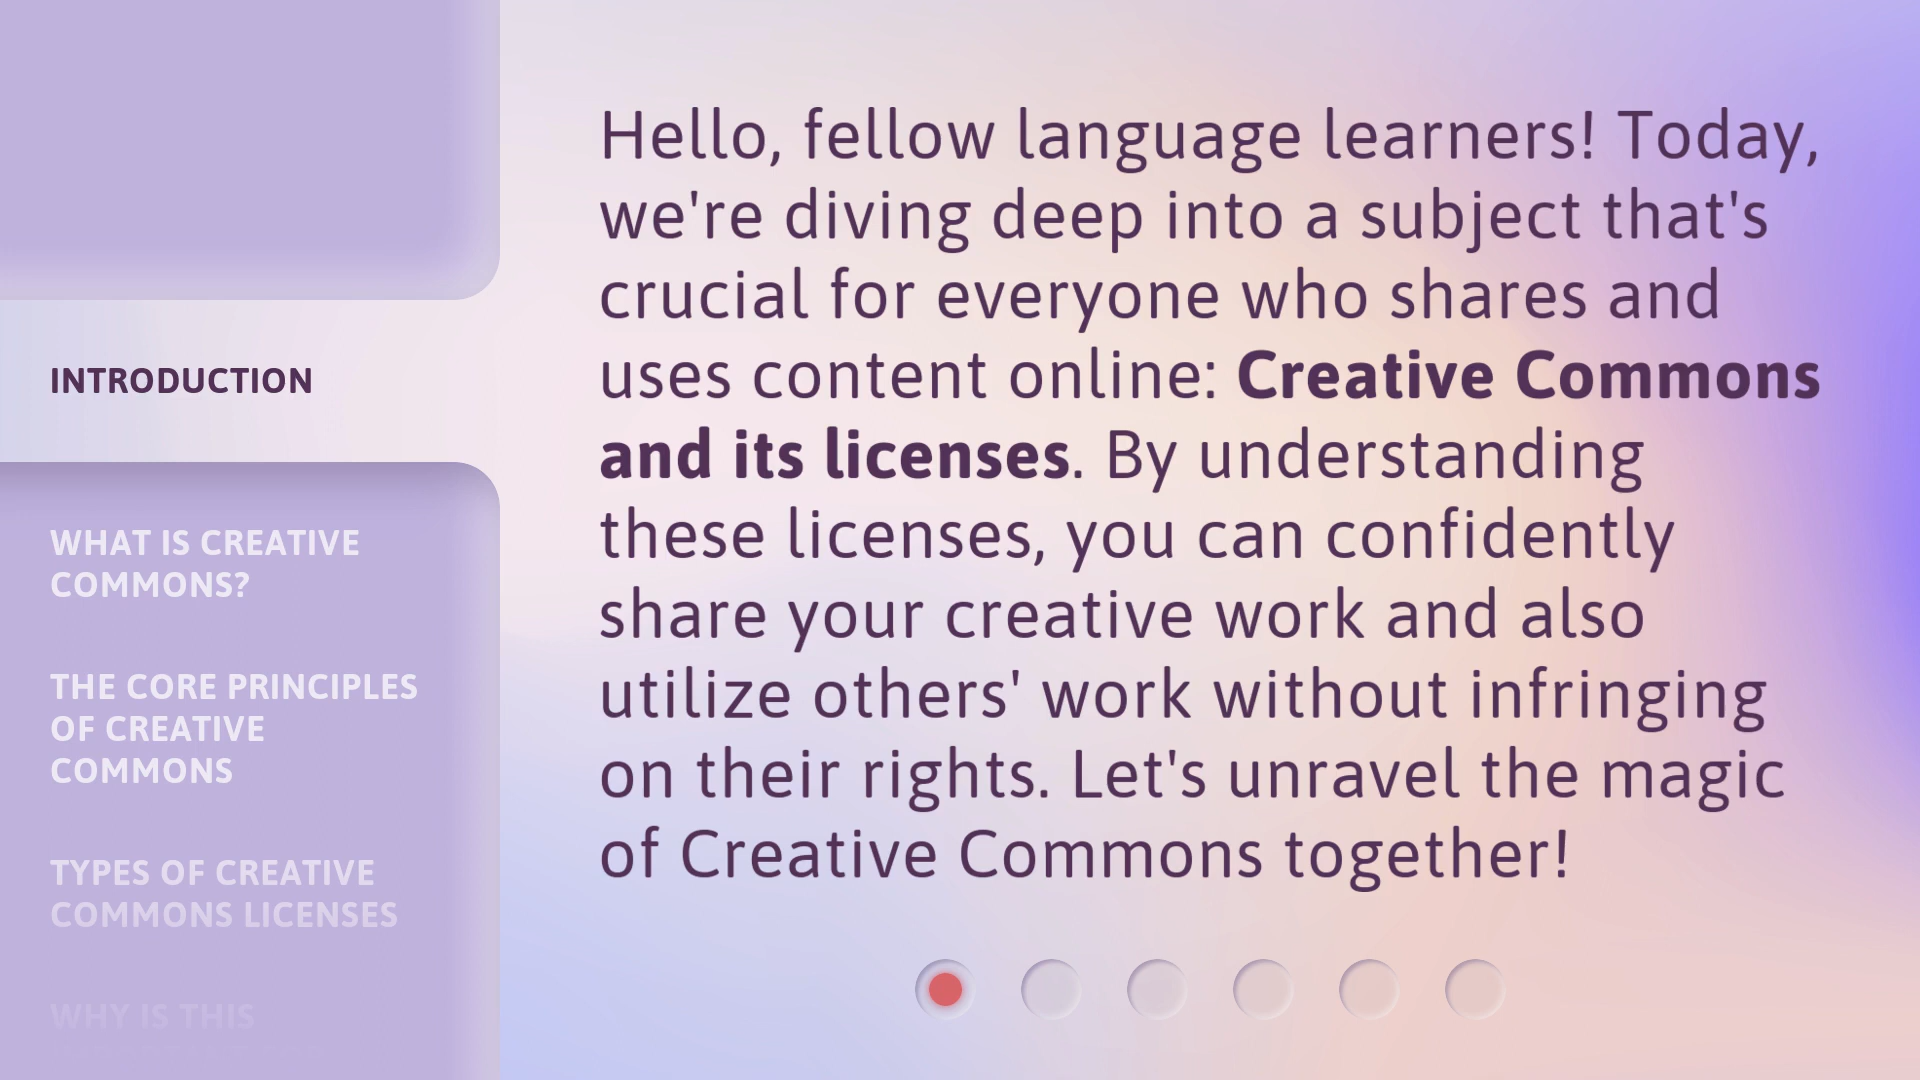 INTRODUCTION
WHAT IS CREATIVE
COMMONS?
THE CORE PRINCIPLES
OF CREATIVE
COMMONS
TYPES OF CREATIVE
COMMONS LICENSES
WHY IS THIS
Hello, fellow language learners! Today,
we're diving deep into a subject that's
crucial for everyone who shares and
uses content online: Creative Commons
and its licenses. By understanding
these licenses, you can confidently
share your creative work and also
utilize others' work without infringing
on their rights. Let's unravel the magic
of Creative Commons together!